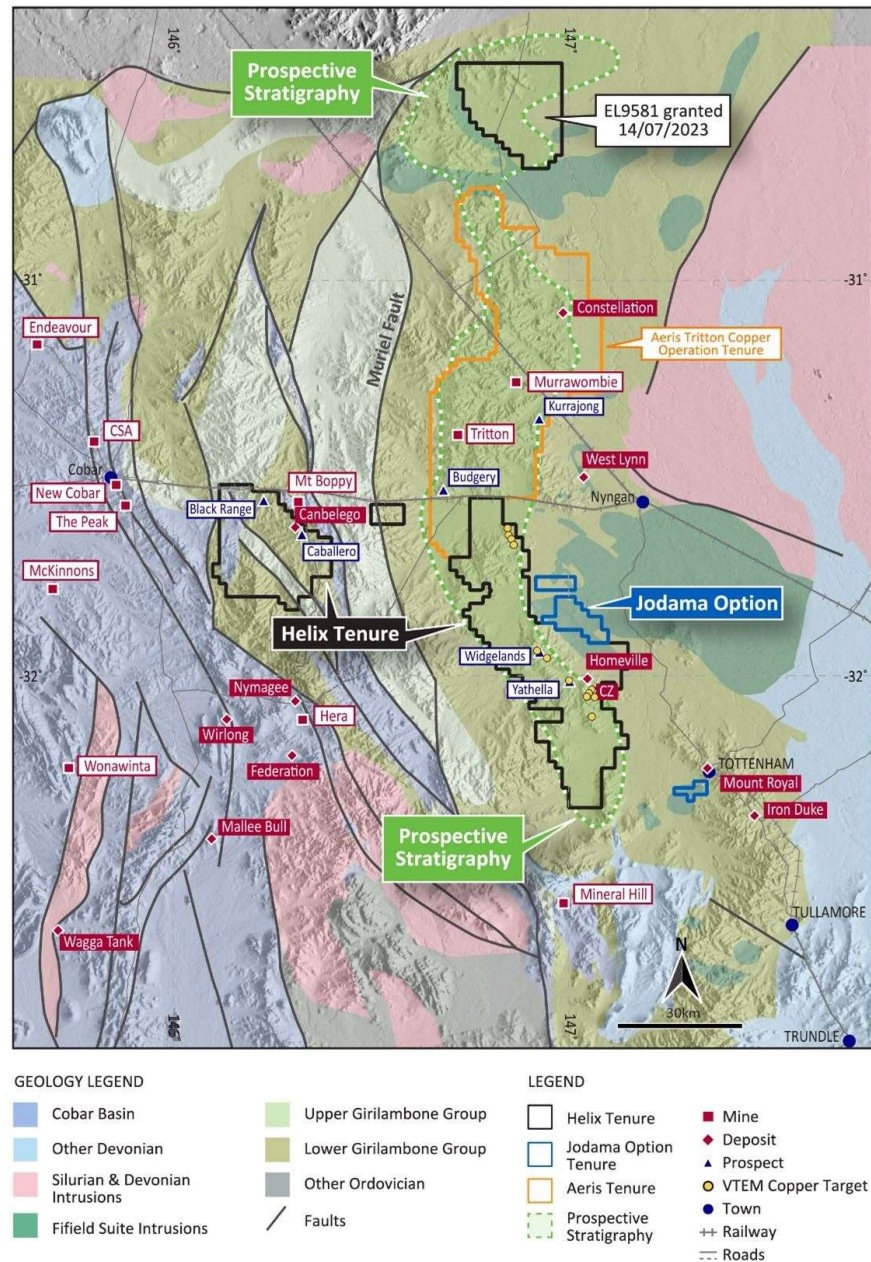 146
147
Prospective
Stratigraphy
EL9581 granted
14/07/2023
-31°
-31°
Constellation
Endeavour
Muriel Fault
Aeris Tritton Copper
Operation Tenure
Murrawombie
Kurrajong
CSA
Tritton
Cobar
West Lynn
New Cobar
Mt Boppy
Budgery
Black Range
Nyngan
The Peak
Canbelego
Caballero
McKinnons
Jodama Option
Helix Tenure
Widgelands
Homeville
-32°
-32°
Yathella
CZ
Nymagee
Hera
Wirlong
Wonawinta
Federation
TOTTENHAM
Mount Royal
Iron Duke
Mallee Bull
Prospective
Stratigraphy
Mineral Hill
TULLAMORE
Wagga Tank
N
30km
146°
147°
TRUNDLE
GEOLOGY LEGEND
Cobar Basin
Other Devonian
Silurian & Devonian
Intrusions
Fifield Suite Intrusions
Upper Girilambone Group
Lower Girilambone Group
Other Ordovician
Faults
LEGEND
Helix Tenure
Jodama Option
Tenure
Aeris Tenure
Prospective
Stratigraphy
Mine
Deposit
Prospect
VTEM Copper Target
Town
Railway
Roads